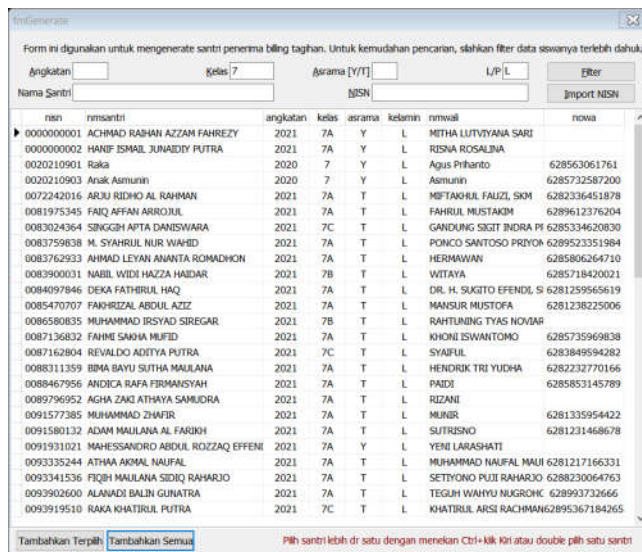 fmGenerate
Form ini digunakan untuk mengenerate santri penerima billing tagihan. Untuk kemudahan pencarian, silahkan filter data siswanya terlebih dahulu.
Angkatan Kelas 7 Asrama [Y/T] L/P L Filter
Nama Santri NISN Import NISN
nisn nmsantri angkatan kelas asrama kelamin nmwali nowa
0000000001 ACHMAD RAIHAN AZZAM FAHREZY 2021 7A Y L MITHA LUTVIYANA SARI
0000000002 HANIF ISMAIL JUNAIDIY PUTRA 2021 7A Y L RISNA ROSALINA
0020210901 Raka 2020 7 Y L Agus Prihanto 628563061761
0020210903 Anak Asmunin 2020 7 Y L Asmunin 6285732587200
0072242016 ARJU RIDHO AL RAHMAN 2021 7A T L MIFTAKHUL FAUZI, SKM 6282336451878
0081975345 FAIQ AFFAN ARROJUL 2021 7A T L FAHRUL MUSTAKIM 6289612376204
0083024364 SINGGIH APTA DANISWARA 2021 7C T L GANDUNG SIGIT INDRA PI 6285334620830
0083759838 M. SYAHRUL NUR WAHID 2021 7A T L PONCO SANTOSO PRIYON 6289523351984
0083762933 AHMAD LEYAN ANANTA ROMADHON 2021 7A T L HERMAWAN 6285806264710
0083900031 NABIL WIDI HAZZA HAIDAR 2021 7B T L WITAYA 6285718420021
0084097846 DEKA FATHIRUL HAQ 2021 7A T L DR. H. SUGITO EFENDI, S 6281259565619
0085470707 FAKHRIZAL ABDUL AZIZ 2021 7A T L MANSUR MUSTOFA 6281238225006
0086580835 MUHAMMAD IRSYAD SIREGAR 2021 7B T L RAHTUNING TYAS NOVIAR
0087136832 FAHMI SAKHA MUFID 2021 7A T L KHONI ISWANTOMO 6285735969838
0087162804 REVALDO ADITYA PUTRA 2021 7C T L SYAIFUL 6283849594282
0088311359 BIMA BAYU SUTHA MAULANA 2021 7A T L HENDRIK TRI YUDHA 6282232770166
0088467956 ANDICA RAFA FIRMANSYAH 2021 7A T L PAIDI 6285853145789
0089796952 AGHA ZAKI ATHAYA SAMUDRA 2021 7A T L RIZANI
0091577385 MUHAMMAD ZHAFIR 2021 7A T L MUNIR 6281335954422
0091580132 ADAM MAULANA AL FARIKH 2021 7A T L SUTRISNO 6281231468678
0091931021 MAHESSANDRO ABDUL ROZZAQ EFFENI 2021 7A Y L YENI LARASHATI
0093335244 ATHAA AKMAL NAUFAL 2021 7A T L MUHAMMAD NAUFAL MAUI 6281217166331
0093341536 FIQIH MAULANA SIDIQ RAHARJO 2021 7A T L SETIYONO PUJI RAHARJO 6288230064763
0093902600 ALANADI BALIN GUNATRA 2021 7A T L TEGUH WAHYU NUGROHO 628993732666
0093919510 RAKA KHATIRUL PUTRA 2021 7C T L KHATIRUL ARSI RACHMAN 62895367184265
Tambahkan Terpilih Tambahkan Semua Pilih santri lebih dr satu dengan menekan Ctrl+klik Kiri atau double pilih satu santri